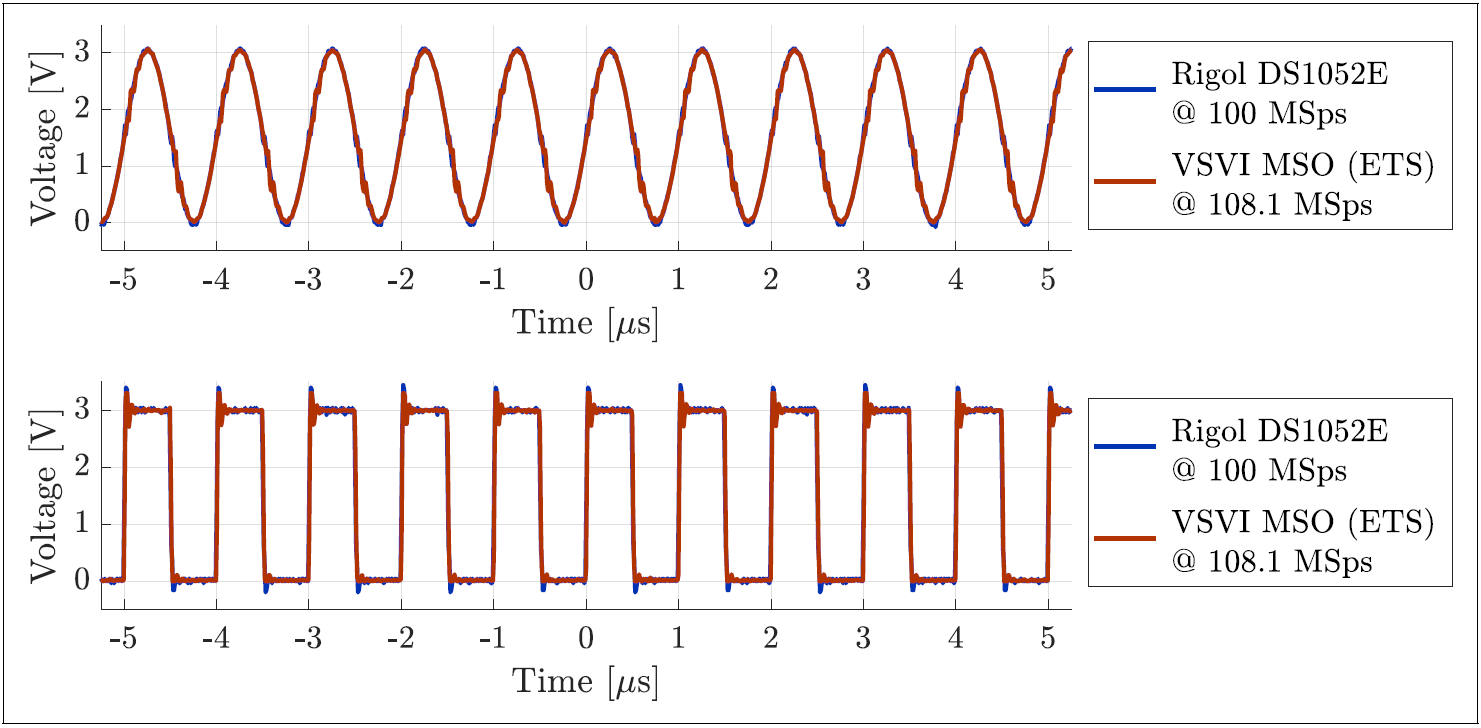 Voltage [V]
3
2
1
0
-5 -4 -3 -2 -1 0 1 2 3 4 5
Time [μs]
Rigol DS1052E
@ 100 MSps
VSVI MSO (ETS)
@ 108.1 MSps
Voltage [V]
3
2
1
0
-5 -4 -3 -2 -1 0 1 2 3 4 5
Time [μs]
Rigol DS1052E
@ 100 MSps
VSVI MSO (ETS)
@ 108.1 MSps